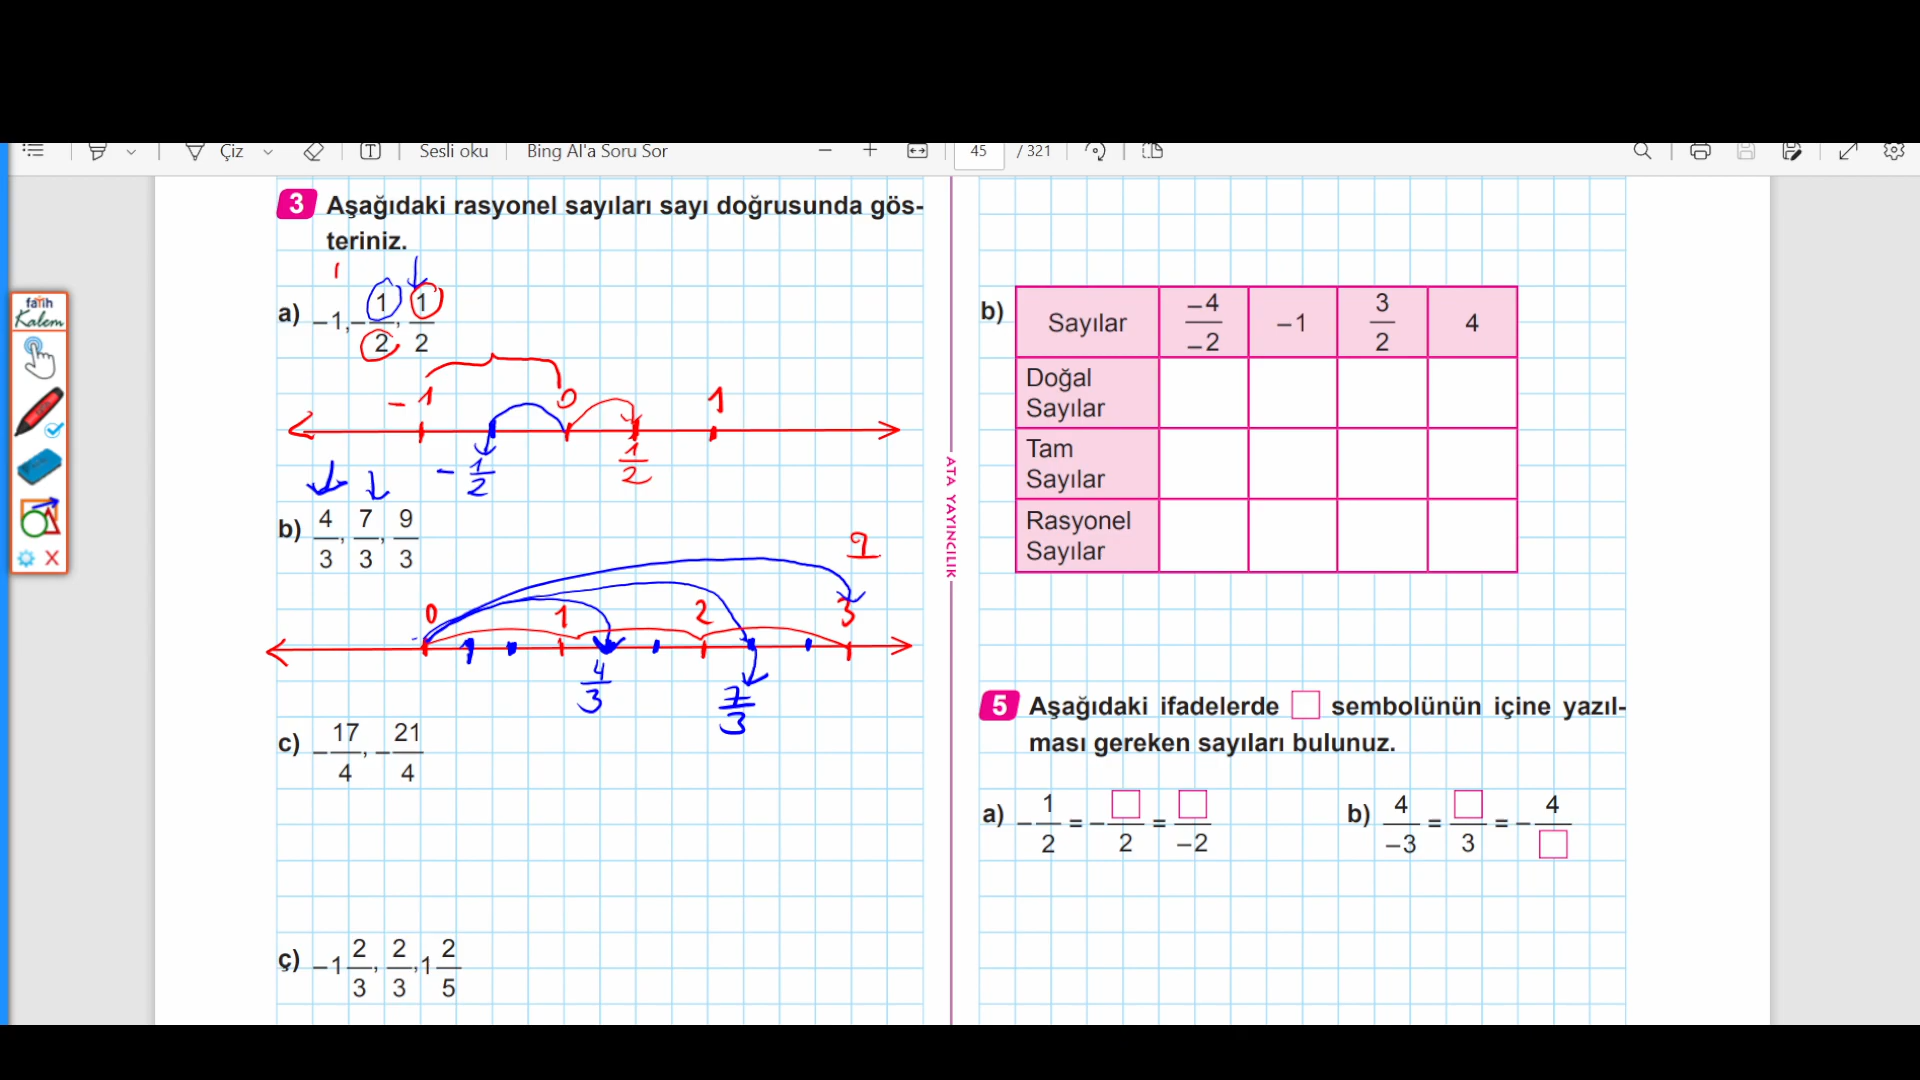 Çiz
Sesli oku
Bing AI'a Soru Sor
45 / 321
fatih
Kalem
3 Aşağıdaki rasyonel sayıları sayı doğrusunda gös-
teriniz.
a) –1, –1/2, 1/2
-1 0 1
-1/2 1/2
b) 4/3, 7/3, 9/3
9
0 1 2 3
4/3 7/3
c) –17/4, –21/4
ç) –1 2/3, 2/3, 1 2/5
ATA YAYINCILIK
b) Sayılar –4/–2 –1 3/2 4
Doğal
Sayılar
Tam
Sayılar
Rasyonel
Sayılar
5 Aşağıdaki ifadelerde □ sembolünün içine yazıl-
ması gereken sayıları bulunuz.
a) –1/2 = –□/2 = □/–2
b) 4/–3 = □/3 = –4/□